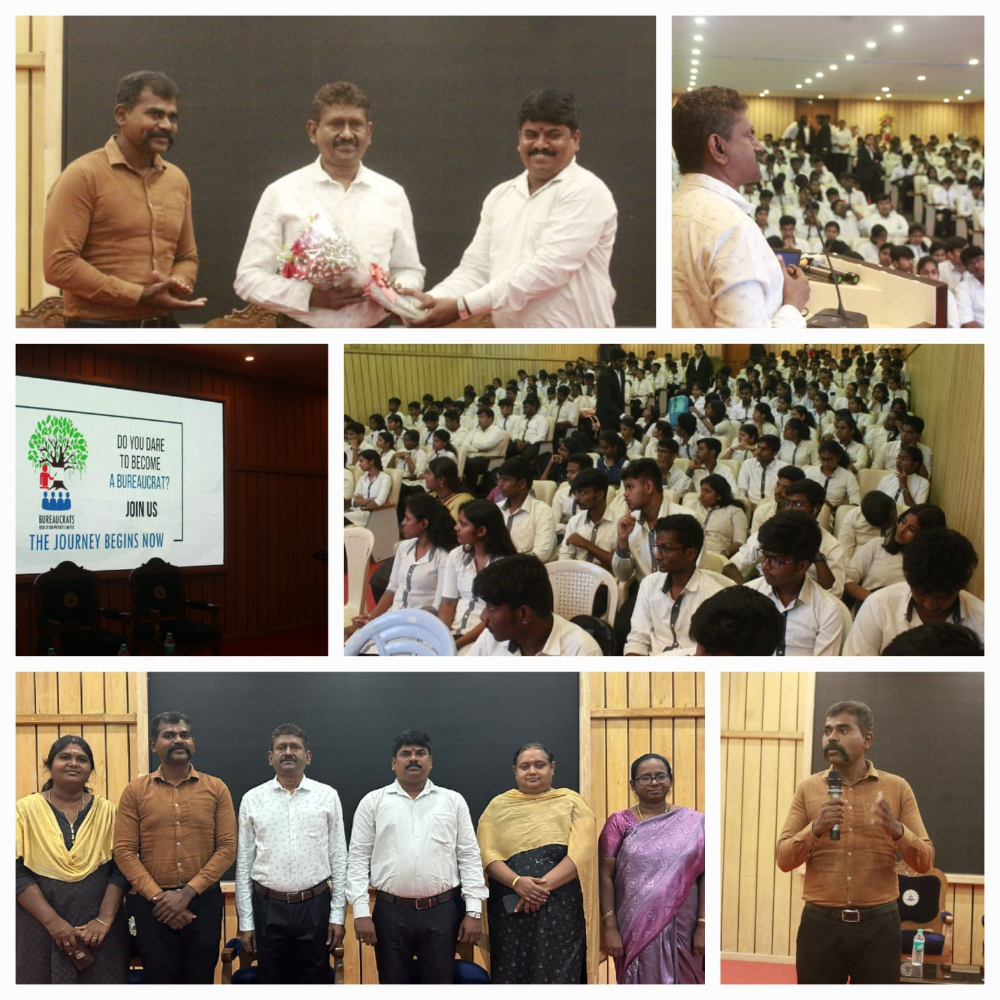 DO YOU DARE
TO BECOME
A BUREAUCRAT?
JOIN US
BUREAUCRATS
EDUCATION PRIVATE LIMITED
THE JOURNEY BEGINS NOW